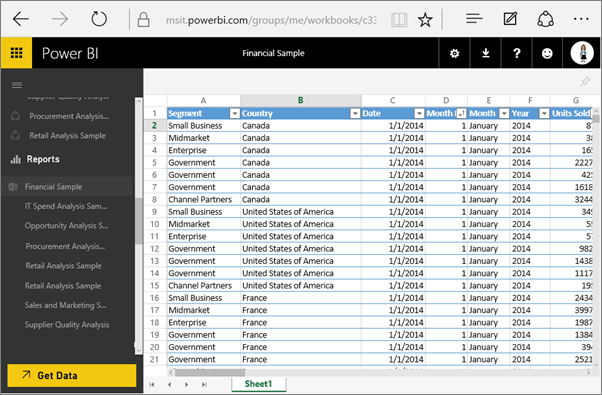 msit.powerbi.com/groups/me/workbooks/c33
Power BI
Financial Sample
?
Supplier Quality Analy...
Procurement Analysis...
Retail Analysis Sample
Reports
Financial Sample
IT Spend Analysis Sam...
Opportunity Analysis S...
Procurement Analysis...
Retail Analysis Sample
Retail Analysis Sample
Sales and Marketing S...
Supplier Quality Analysis
Get Data
A B C D E F G
1 Segment Country Date Month Month Year Units Sold
2 Small Business Canada 1/1/2014 1 January 2014
3 Midmarket Canada 1/1/2014 1 January 2014
4 Enterprise Canada 1/1/2014 1 January 2014 165
5 Government Canada 1/1/2014 1 January 2014 2227
6 Government Canada 1/1/2014 1 January 2014 425
7 Government Canada 1/1/2014 1 January 2014 1618
8 Channel Partners Canada 1/1/2014 1 January 2014 3244
9 Small Business United States of America 1/1/2014 1 January 2014 345
10 Midmarket United States of America 1/1/2014 1 January 2014
11 Enterprise United States of America 1/1/2014 1 January 2014
12 Government United States of America 1/1/2014 1 January 2014 982
13 Government United States of America 1/1/2014 1 January 2014 1438
14 Government United States of America 1/1/2014 1 January 2014 1117
15 Channel Partners United States of America 1/1/2014 1 January 2014 195
16 Small Business France 1/1/2014 1 January 2014 2434
17 Midmarket France 1/1/2014 1 January 2014 3997
18 Enterprise France 1/1/2014 1 January 2014 1987
19 Government France 1/1/2014 1 January 2014 1384
20 Government France 1/1/2014 1 January 2014
21 Government France 1/1/2014 1 January 2014 2521
Sheet1